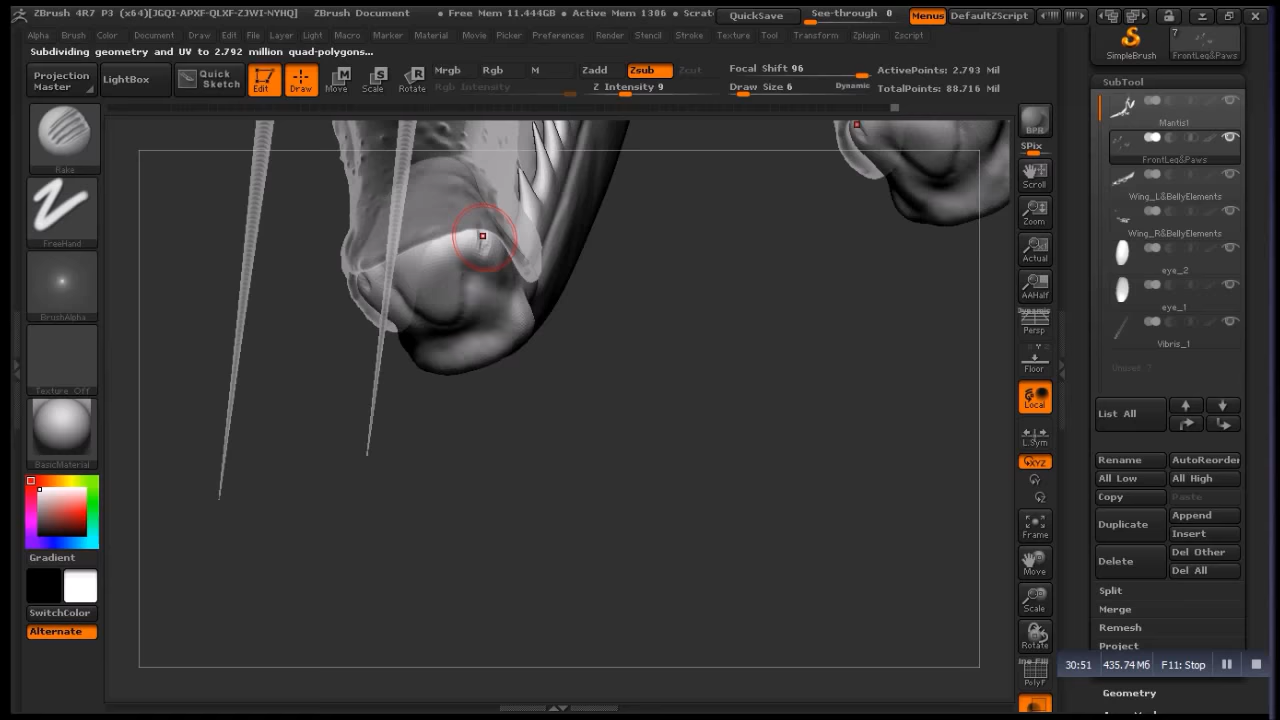 ZBrush 4R7 P3 (x64)[JGQI-APXF-QLXF-ZJWI-NYHQ] ZBrush Document • Free Mem 11.444GB • Active Mem 1306 • Scrat QuickSave See-through 0 Menus DefaultZScript
Alpha Brush Color Document Draw Edit File Layer Light Macro Marker Material Movie Picker Preferences Render Stencil Stroke Texture Tool Transform Zplugin Zscript
Subdividing geometry and UV to 2.792 million quad-polygons...
Projection Master
LightBox
Quick Sketch
Edit Draw Move Scale Rotate
Mrgb Rgb M Zadd Zsub Zcut
Rgb Intensity Z Intensity 9
Focal Shift 96
Draw Size 6 Dynamic
ActivePoints: 2.793 Mil
TotalPoints: 88.716 Mil
Rake
FreeHand
BrushAlpha
Texture Off
BasicMaterial
Gradient
SwitchColor
Alternate
BPR
SPix
Scroll
Zoom
Actual
AAHalf
Dynamic
Persp
Floor
Local
L.Sym
XYZ
Frame
Move
Scale
Rotate
PolyF
SimpleBrush
7
FrontLeg&Paws
SubTool
Mantis1
FrontLeg&Paws
Wing_L&BellyElements
Wing_R&BellyElements
eye_2
eye_1
Vibris_1
Unused 7
List All
Rename AutoReorder
All Low All High
Copy Paste
Duplicate Append
Insert
Delete Del Other
Del All
Split
Merge
Remesh
Project
30:51 435.74 Мб F11: Stop
Geometry